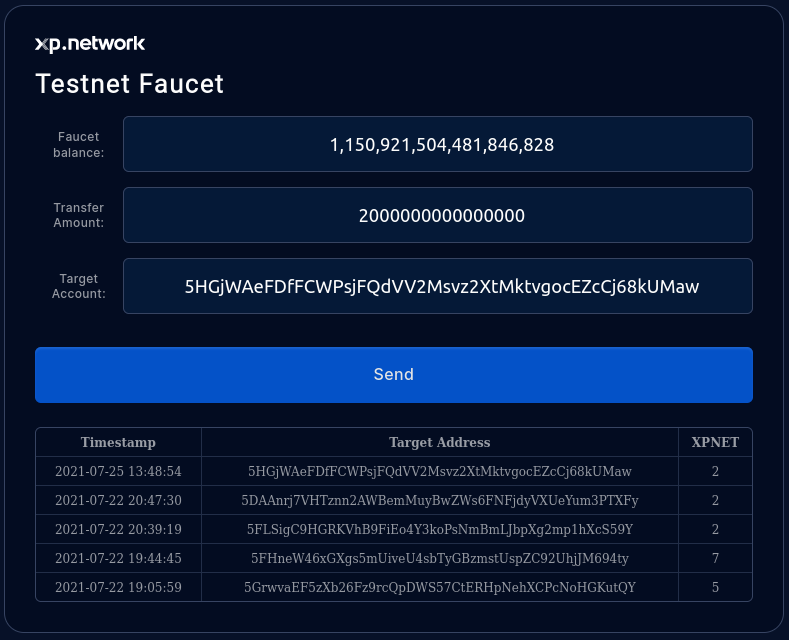 xp.network
Testnet Faucet
Faucet
balance:
1,150,921,504,481,846,828
Transfer
Amount:
2000000000000000
Target
Account:
5HGjWAeFDfFCWPsjFQdVV2Msvz2XtMktvgocEZcCj68kUMaw
Send
Timestamp Target Address XPNET
2021-07-25 13:48:54 5HGjWAeFDfFCWPsjFQdVV2Msvz2XtMktvgocEZcCj68kUMaw 2
2021-07-22 20:47:30 5DAAnrj7VHTznn2AWBemMuyBwZWs6FNFjdyVXUeYum3PTXFy 2
2021-07-22 20:39:19 5FLSigC9HGRKVhB9FiEo4Y3koPsNmBmLJbpXg2mp1hXcS59Y 2
2021-07-22 19:44:45 5FHneW46xGXgs5mUiveU4sbTyGBzmstUspZC92UhjJM694ty 7
2021-07-22 19:05:59 5GrwvaEF5zXb26Fz9rcQpDWS57CtERHpNehXCPcNoHGKutQY 5